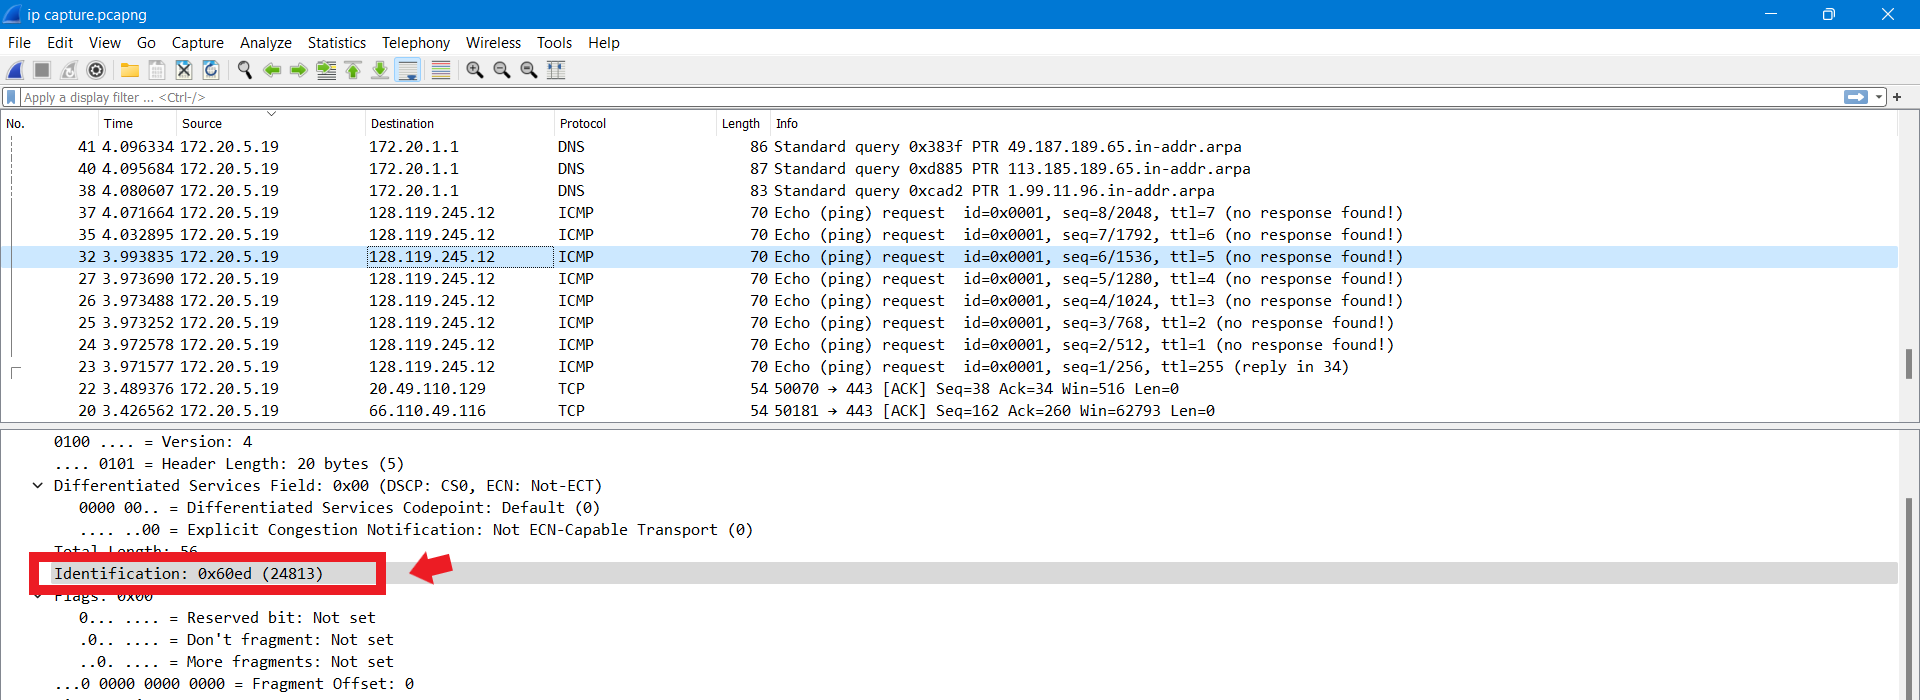 ip capture.pcapng
File Edit View Go Capture Analyze Statistics Telephony Wireless Tools Help
Apply a display filter ... <Ctrl-/>
No. Time Source Destination Protocol Length Info
41 4.096334 172.20.5.19 172.20.1.1 DNS 86 Standard query 0x383f PTR 49.187.189.65.in-addr.arpa
40 4.095684 172.20.5.19 172.20.1.1 DNS 87 Standard query 0xd885 PTR 113.185.189.65.in-addr.arpa
38 4.080607 172.20.5.19 172.20.1.1 DNS 83 Standard query 0xcad2 PTR 1.99.11.96.in-addr.arpa
37 4.071664 172.20.5.19 128.119.245.12 ICMP 70 Echo (ping) request id=0x0001, seq=8/2048, ttl=7 (no response found!)
35 4.032895 172.20.5.19 128.119.245.12 ICMP 70 Echo (ping) request id=0x0001, seq=7/1792, ttl=6 (no response found!)
32 3.993835 172.20.5.19 128.119.245.12 ICMP 70 Echo (ping) request id=0x0001, seq=6/1536, ttl=5 (no response found!)
27 3.973690 172.20.5.19 128.119.245.12 ICMP 70 Echo (ping) request id=0x0001, seq=5/1280, ttl=4 (no response found!)
26 3.973488 172.20.5.19 128.119.245.12 ICMP 70 Echo (ping) request id=0x0001, seq=4/1024, ttl=3 (no response found!)
25 3.973252 172.20.5.19 128.119.245.12 ICMP 70 Echo (ping) request id=0x0001, seq=3/768, ttl=2 (no response found!)
24 3.972578 172.20.5.19 128.119.245.12 ICMP 70 Echo (ping) request id=0x0001, seq=2/512, ttl=1 (no response found!)
23 3.971577 172.20.5.19 128.119.245.12 ICMP 70 Echo (ping) request id=0x0001, seq=1/256, ttl=255 (reply in 34)
22 3.489376 172.20.5.19 20.49.110.129 TCP 54 50070 → 443 [ACK] Seq=38 Ack=34 Win=516 Len=0
20 3.426562 172.20.5.19 66.110.49.116 TCP 54 50181 → 443 [ACK] Seq=162 Ack=260 Win=62793 Len=0
0100 .... = Version: 4
.... 0101 = Header Length: 20 bytes (5)
Differentiated Services Field: 0x00 (DSCP: CS0, ECN: Not-ECT)
0000 00.. = Differentiated Services Codepoint: Default (0)
.... ..00 = Explicit Congestion Notification: Not ECN-Capable Transport (0)
Total Length: 56
Identification: 0x60ed (24813)
Flags: 0x00
0... .... = Reserved bit: Not set
.0.. .... = Don't fragment: Not set
..0. .... = More fragments: Not set
...0 0000 0000 0000 = Fragment Offset: 0